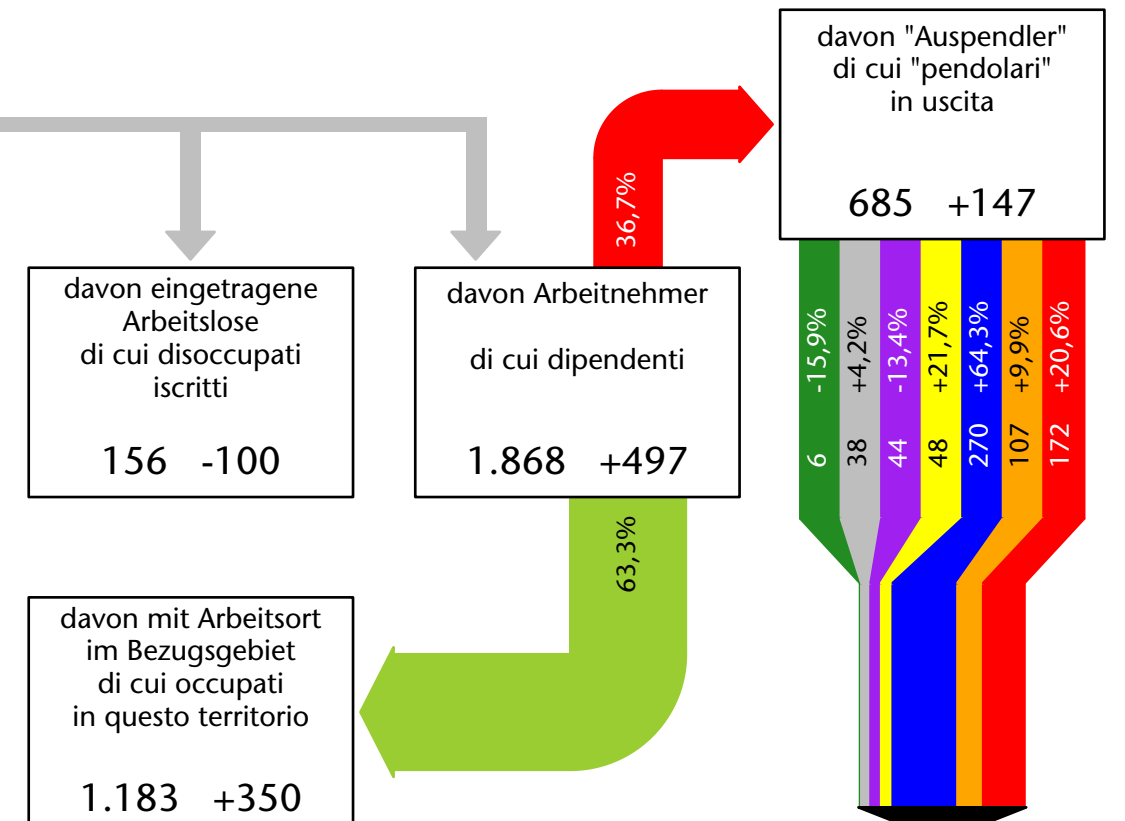 davon "Auspendler"
di cui "pendolari"
in uscita
685 +147
36,7%
davon eingetragene
Arbeitslose
di cui disoccupati
iscritti
156 -100
davon Arbeitnehmer
di cui dipendenti
1.868 +497
6 -15,9%
38 +4,2%
44 -13,4%
48 +21,7%
270 +64,3%
107 +9,9%
172 +20,6%
63,3%
davon mit Arbeitsort
im Bezugsgebiet
di cui occupati
in questo territorio
1.183 +350